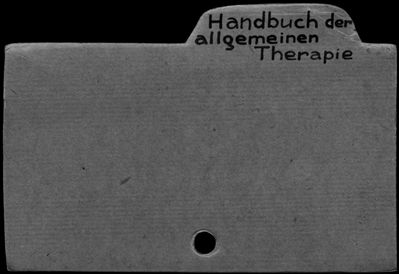 Handbuch der
allgemeinen
Therapie